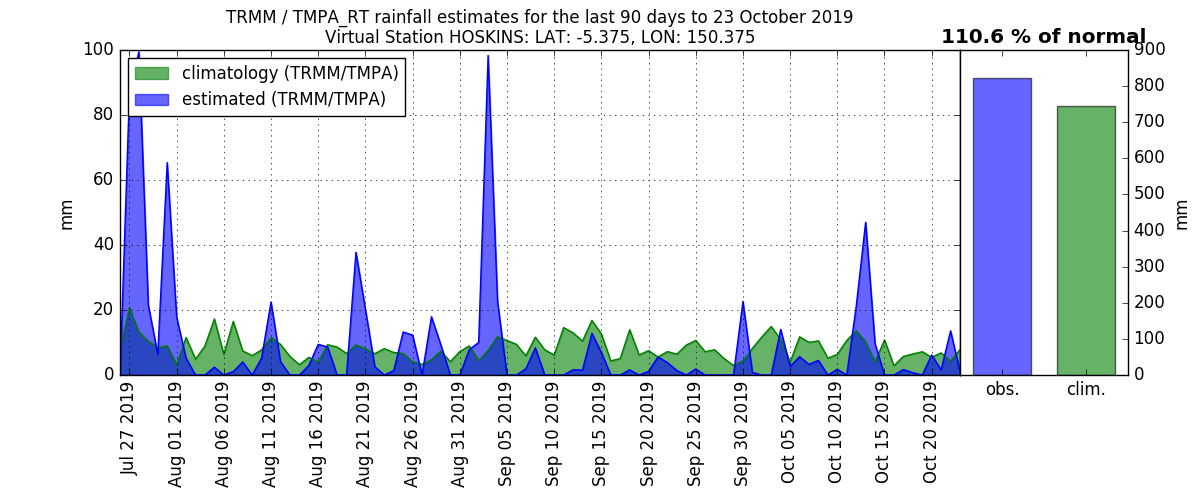 TRMM / TMPA_RT rainfall estimates for the last 90 days to 23 October 2019
Virtual Station HOSKINS: LAT: -5.375, LON: 150.375
110.6 % of normal
climatology (TRMM/TMPA)
estimated (TRMM/TMPA)
100
80
60
40
20
0
mm
Jul 27 2019
Aug 01 2019
Aug 06 2019
Aug 11 2019
Aug 16 2019
Aug 21 2019
Aug 26 2019
Aug 31 2019
Sep 05 2019
Sep 10 2019
Sep 15 2019
Sep 20 2019
Sep 25 2019
Sep 30 2019
Oct 05 2019
Oct 10 2019
Oct 15 2019
Oct 20 2019
900
800
700
600
500
400
300
200
100
0
mm
obs.
clim.